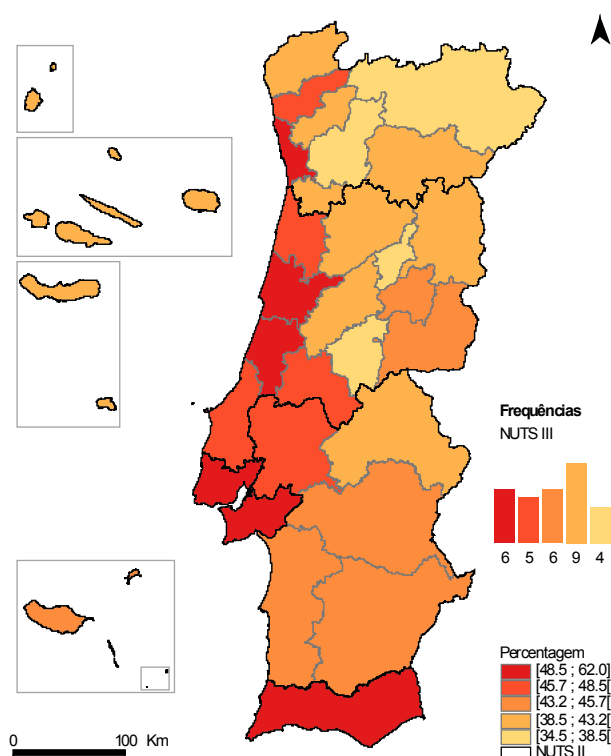 Frequências
NUTS III
6 5 6 9 4
Percentagem
[48.5 ; 62.0]
[45.7 ; 48.5[
[43.2 ; 45.7[
[38.5 ; 43.2[
[34.5 ; 38.5[
NUTS II
0 100 Km